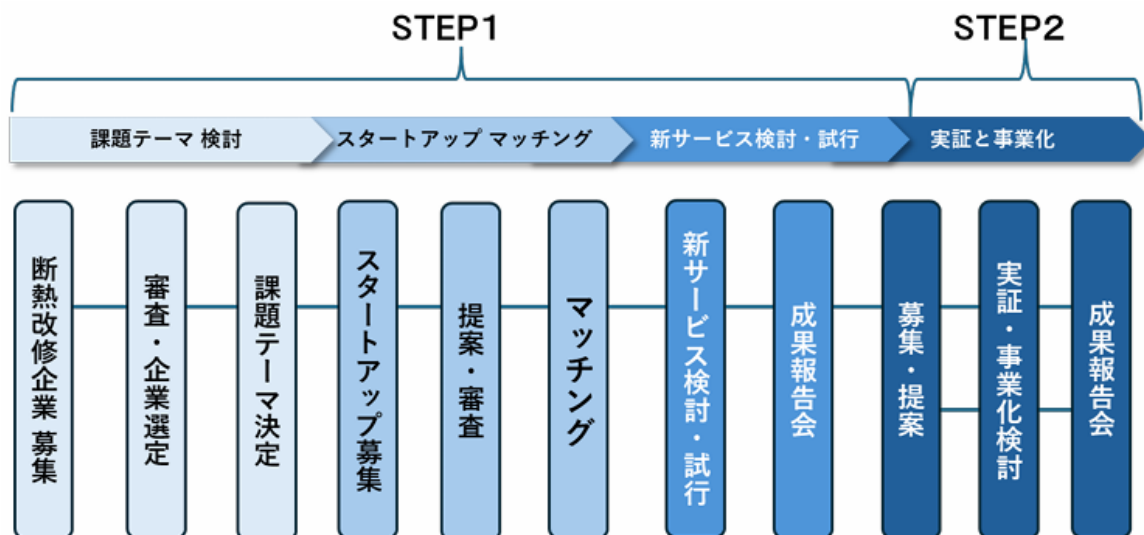 STEP1
STEP2
課題テーマ 検討
スタートアップ マッチング
新サービス検討・試行
実証と事業化
断熱改修企業 募集
審査・企業選定
課題テーマ決定
スタートアップ募集
提案・審査
マッチング
新サービス検討・試行
成果報告会
募集・提案
実証・事業化検討
成果報告会